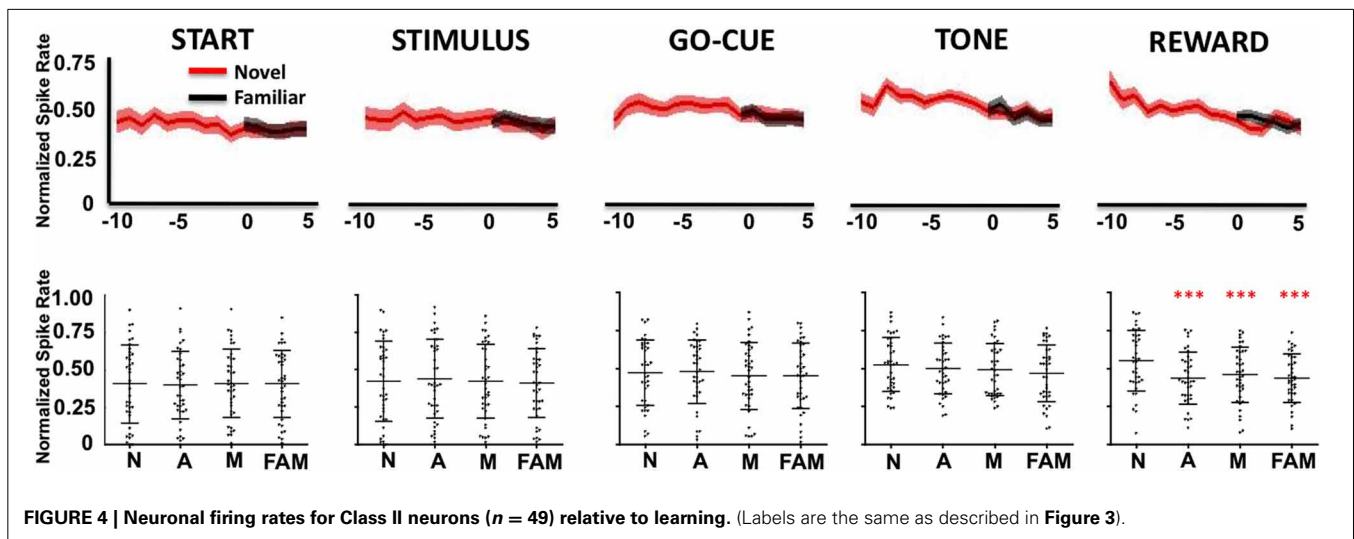 START STIMULUS GO-CUE TONE REWARD
Normalized Spike Rate
0.75
0.50
0.25
0
Novel
Familiar
-10 -5 0 5 -10 -5 0 5 -10 -5 0 5 -10 -5 0 5 -10 -5 0 5
Normalized Spike Rate
1.00
0.75
0.50
0.25
0
*** *** ***
N A M FAM N A M FAM N A M FAM N A M FAM N A M FAM
FIGURE 4 | Neuronal firing rates for Class II neurons (n = 49) relative to learning. (Labels are the same as described in Figure 3).